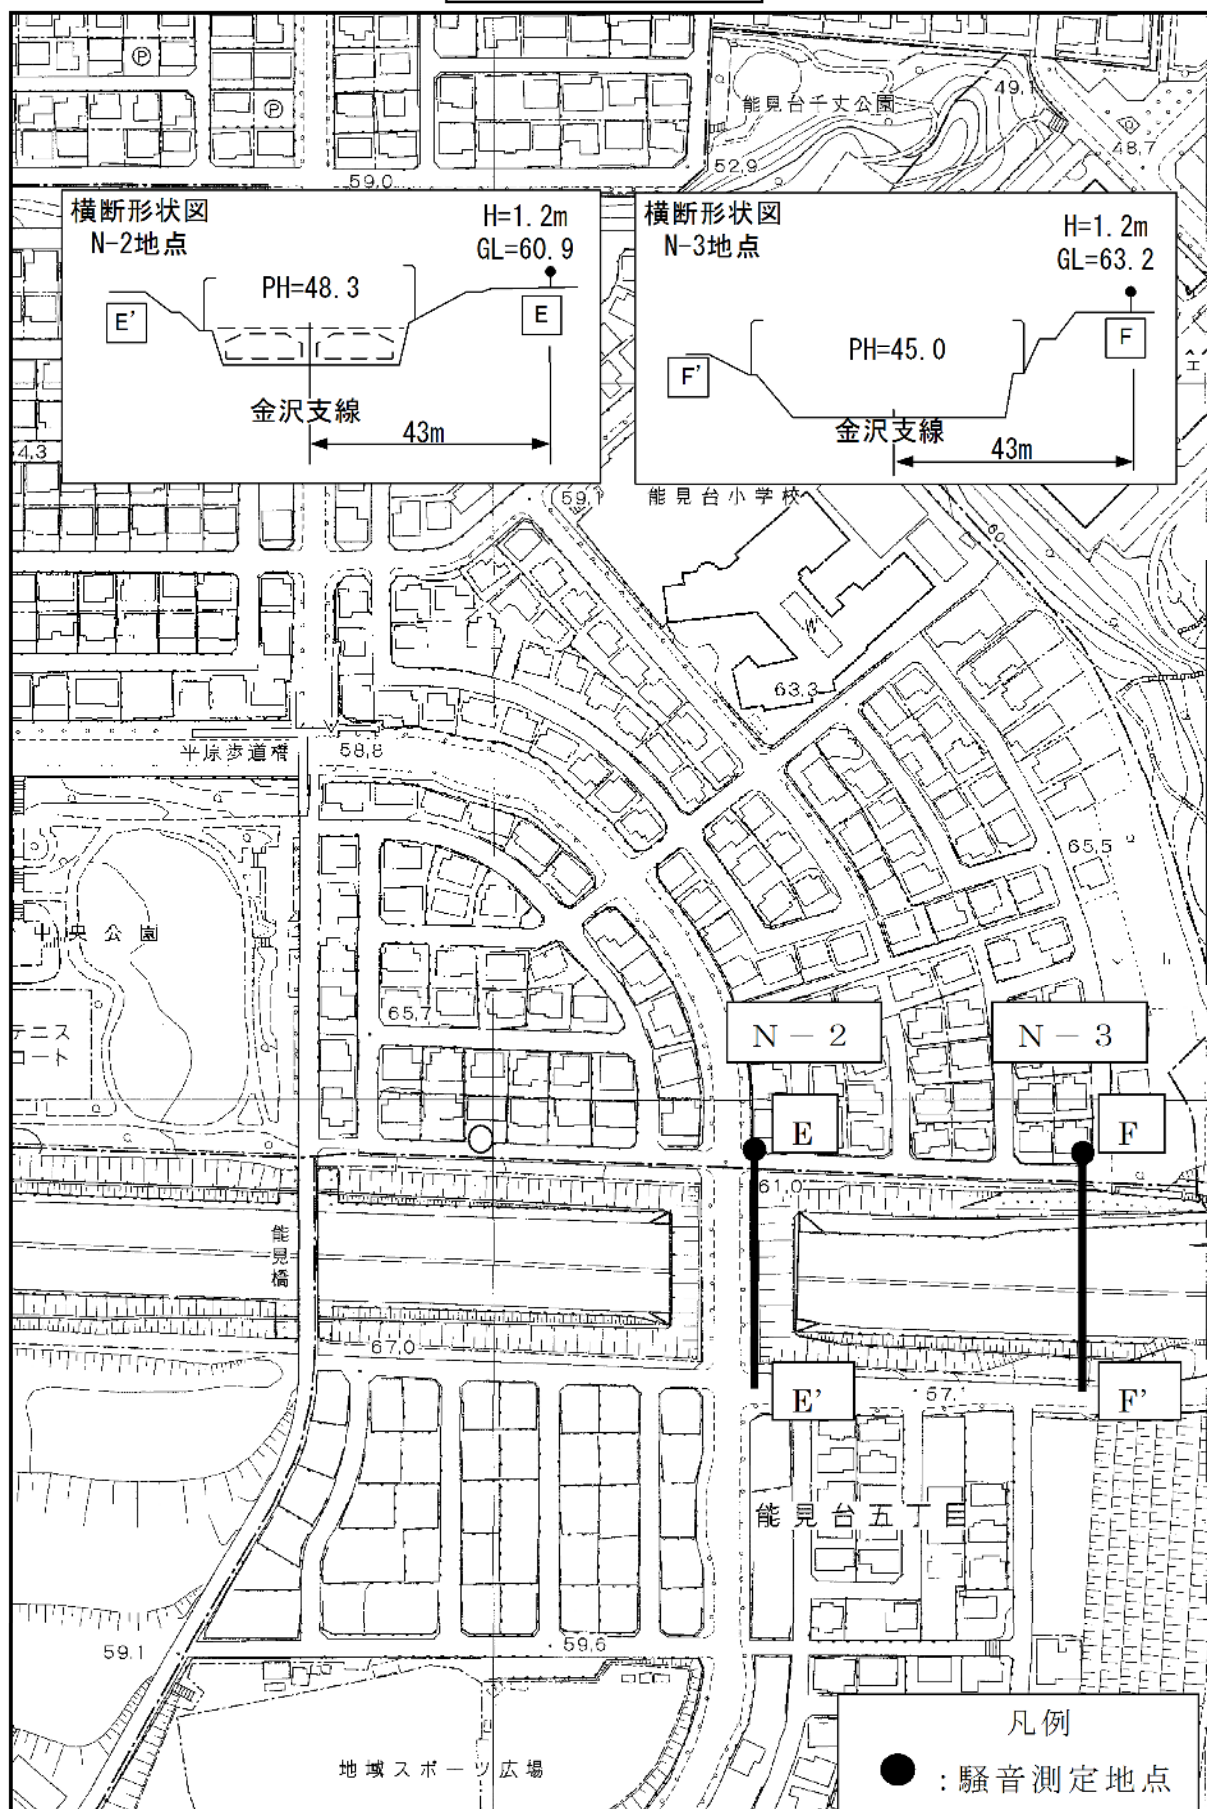 Ⓟ
Ⓟ
能見台千丈公園
49.1
48.7
52.9
59.0
横断形状図
N-2地点
H=1.2m
GL=60.9
PH=48.3
E'
E
金沢支線
43m
横断形状図
N-3地点
H=1.2m
GL=63.2
PH=45.0
F'
F
金沢支線
43m
エ
4.3
59.1
能見台小学校
60
63.3
平原歩道橋
58.8
65.5
中央公園
65.7
テニス
コート
N－2
N－3
E
F
61.0
能見橋
67.0
E'
57.
F'
能見台五丁目
59.1
59.6
地域スポーツ広場
凡例
●:騒音測定地点